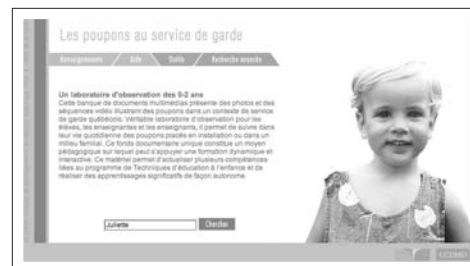 Les poupons au service de garde
Renseignements Aide Outils Recherche avancée
Un laboratoire d'observation des 0-2 ans
Cette banque de documents multimédias présente des photos et des
séquences vidéo illustrant des poupons dans un contexte de service
de garde québécois. Véritable laboratoire d'observation pour les
élèves, les enseignantes et les enseignants, il permet de suivre dans
leur vie quotidienne des poupons placés en installation ou dans un
milieu familial. Ce fonds documentaire unique constitue un moyen
pédagogique sur lequel peut s'appuyer une formation dynamique et
interactive. Ce matériel permet d'actualiser plusieurs compétences
liées au programme de Techniques d'éducation à l'enfance et de
réaliser des apprentissages significatifs de façon autonome.
Juliette Chercher
CCDMD